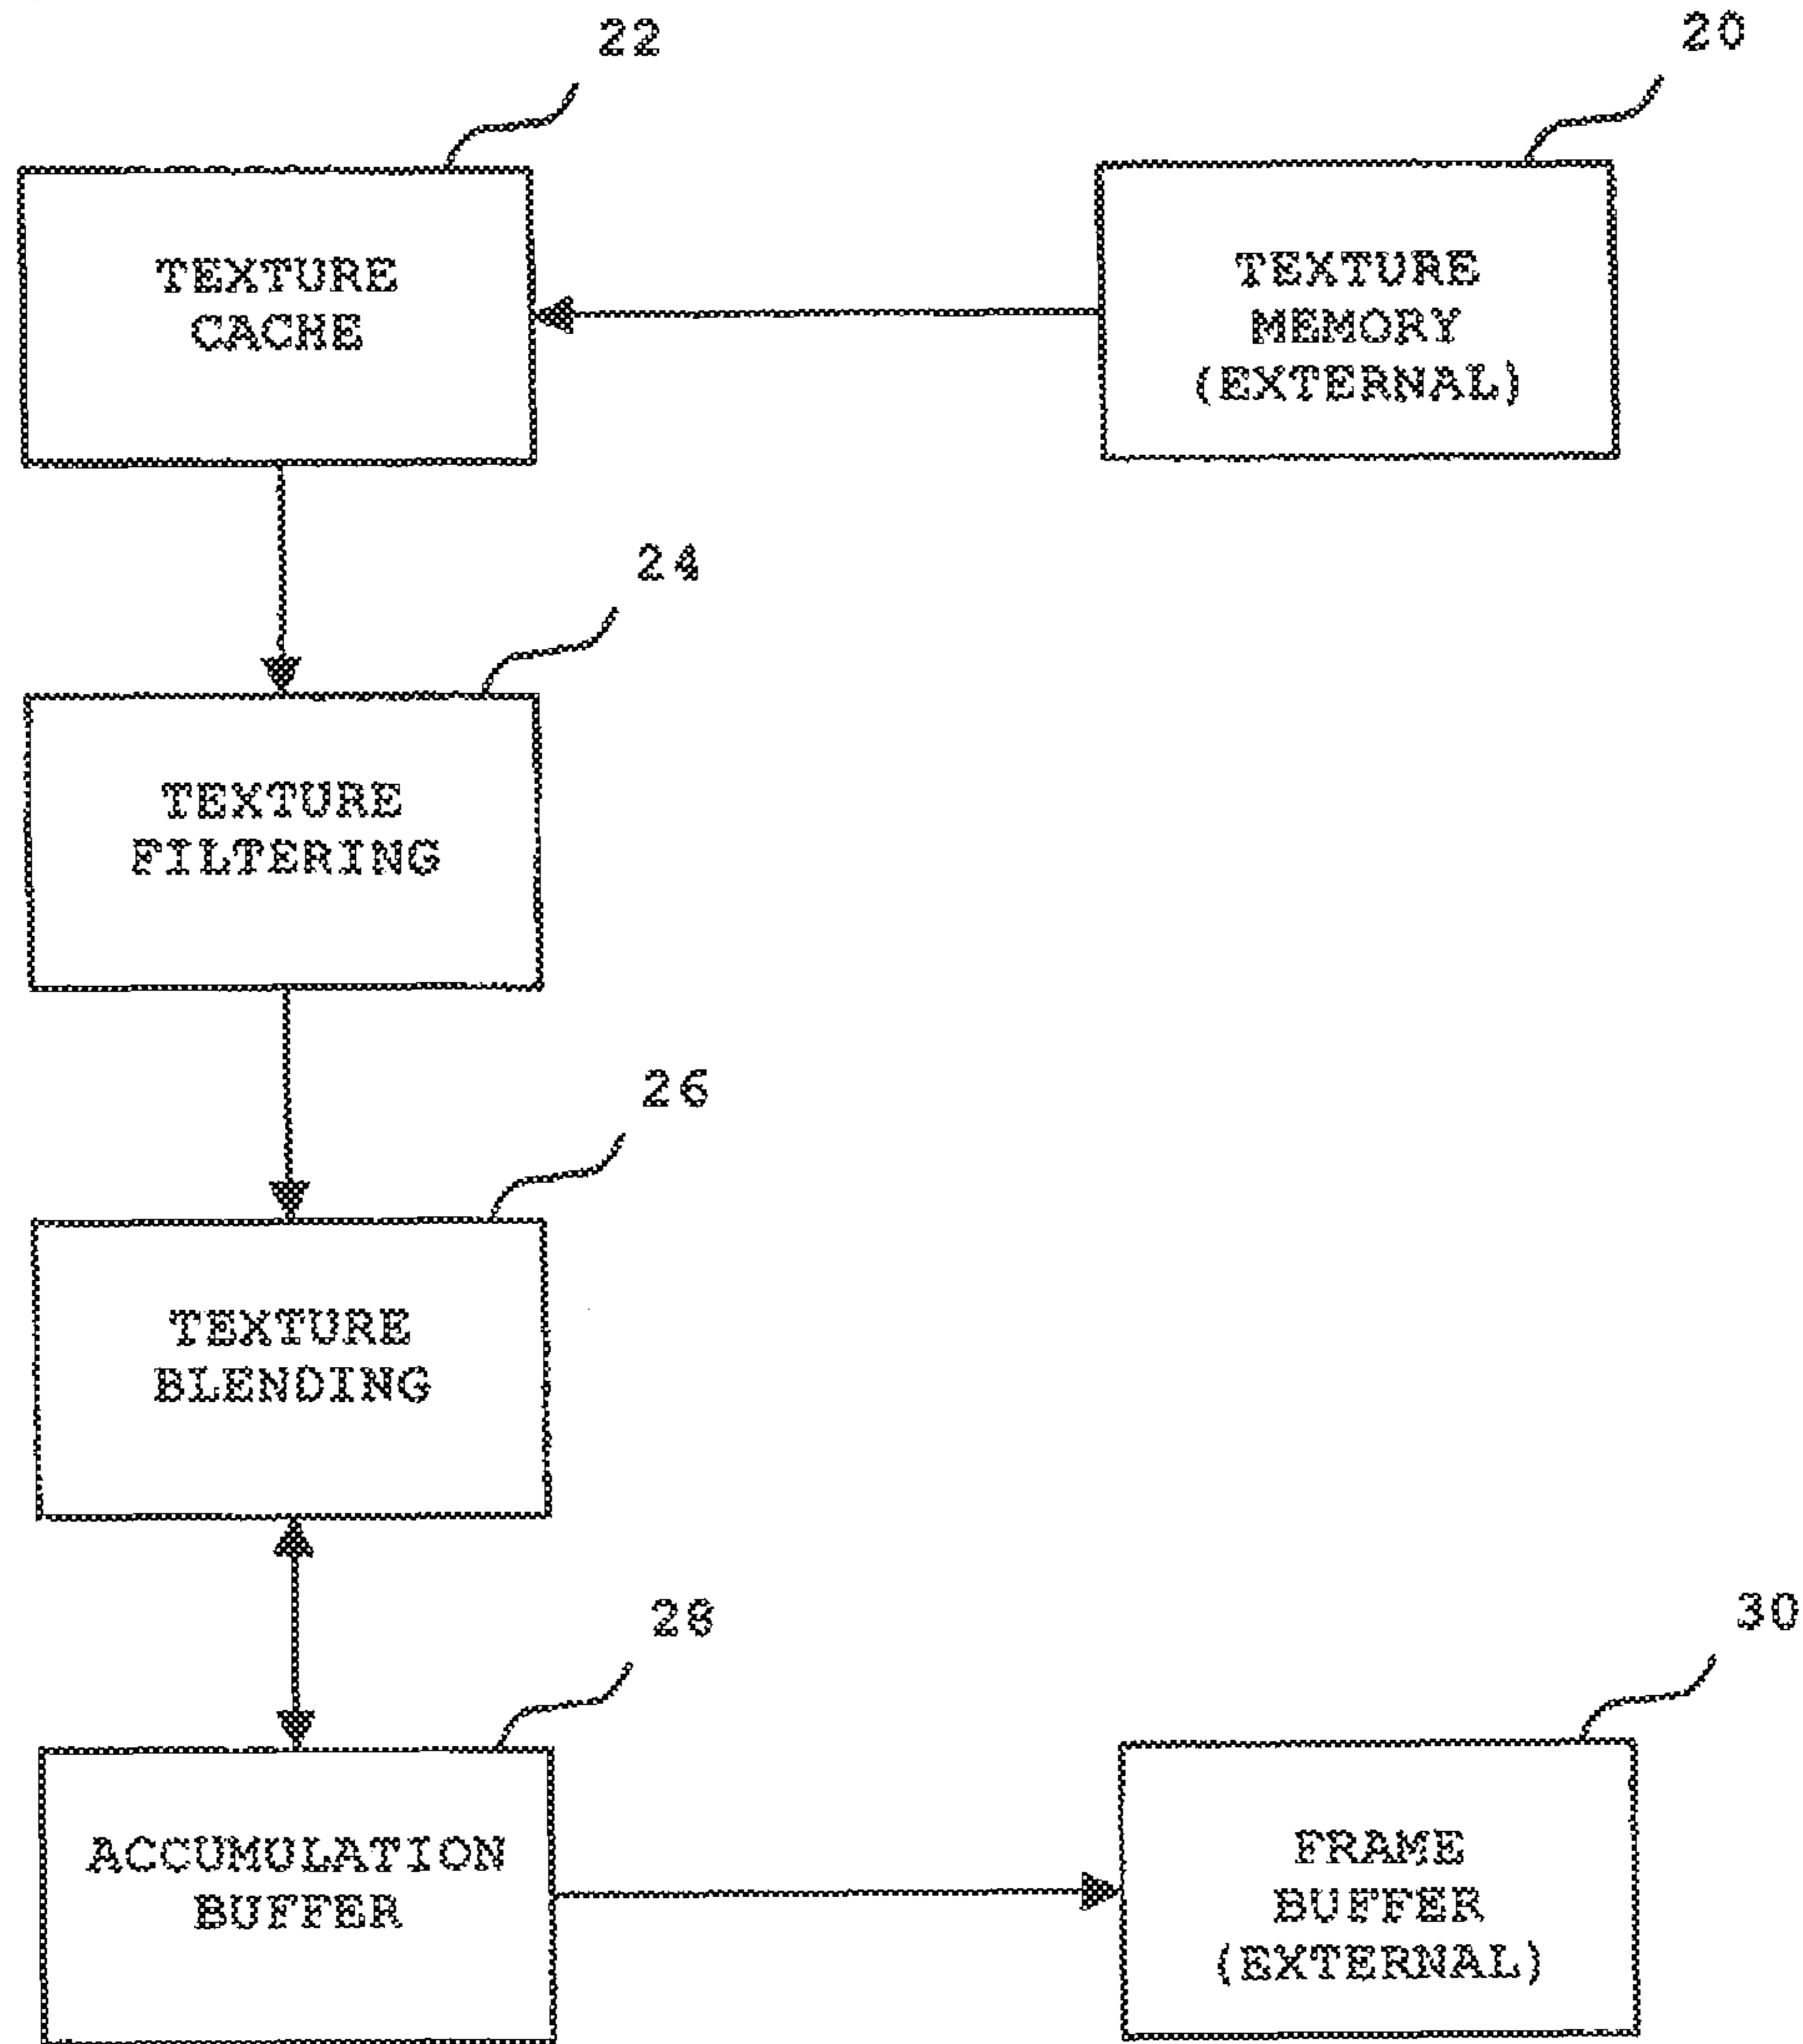 22
20
TEXTURE
CACHE
TEXTURE
MEMORY
(EXTERNAL)
24
TEXTURE
FILTERING
26
TEXTURE
BLENDING
28
30
ACCUMULATION
BUFFER
FRAME
BUFFER
(EXTERNAL)